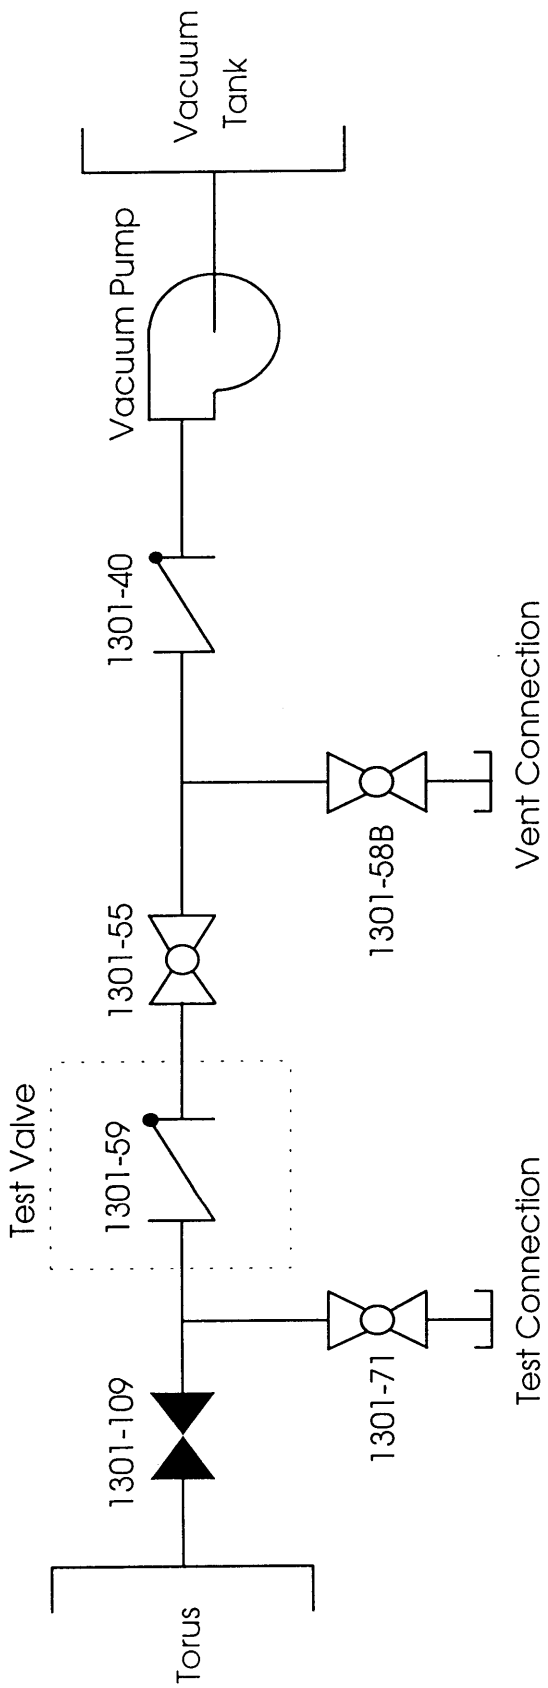 Test Valve
Torus
1301-109
1301-59
1301-55
1301-40
Vacuum Pump
Vacuum
Tank
1301-71
1301-58B
Test Connection
Vent Connection